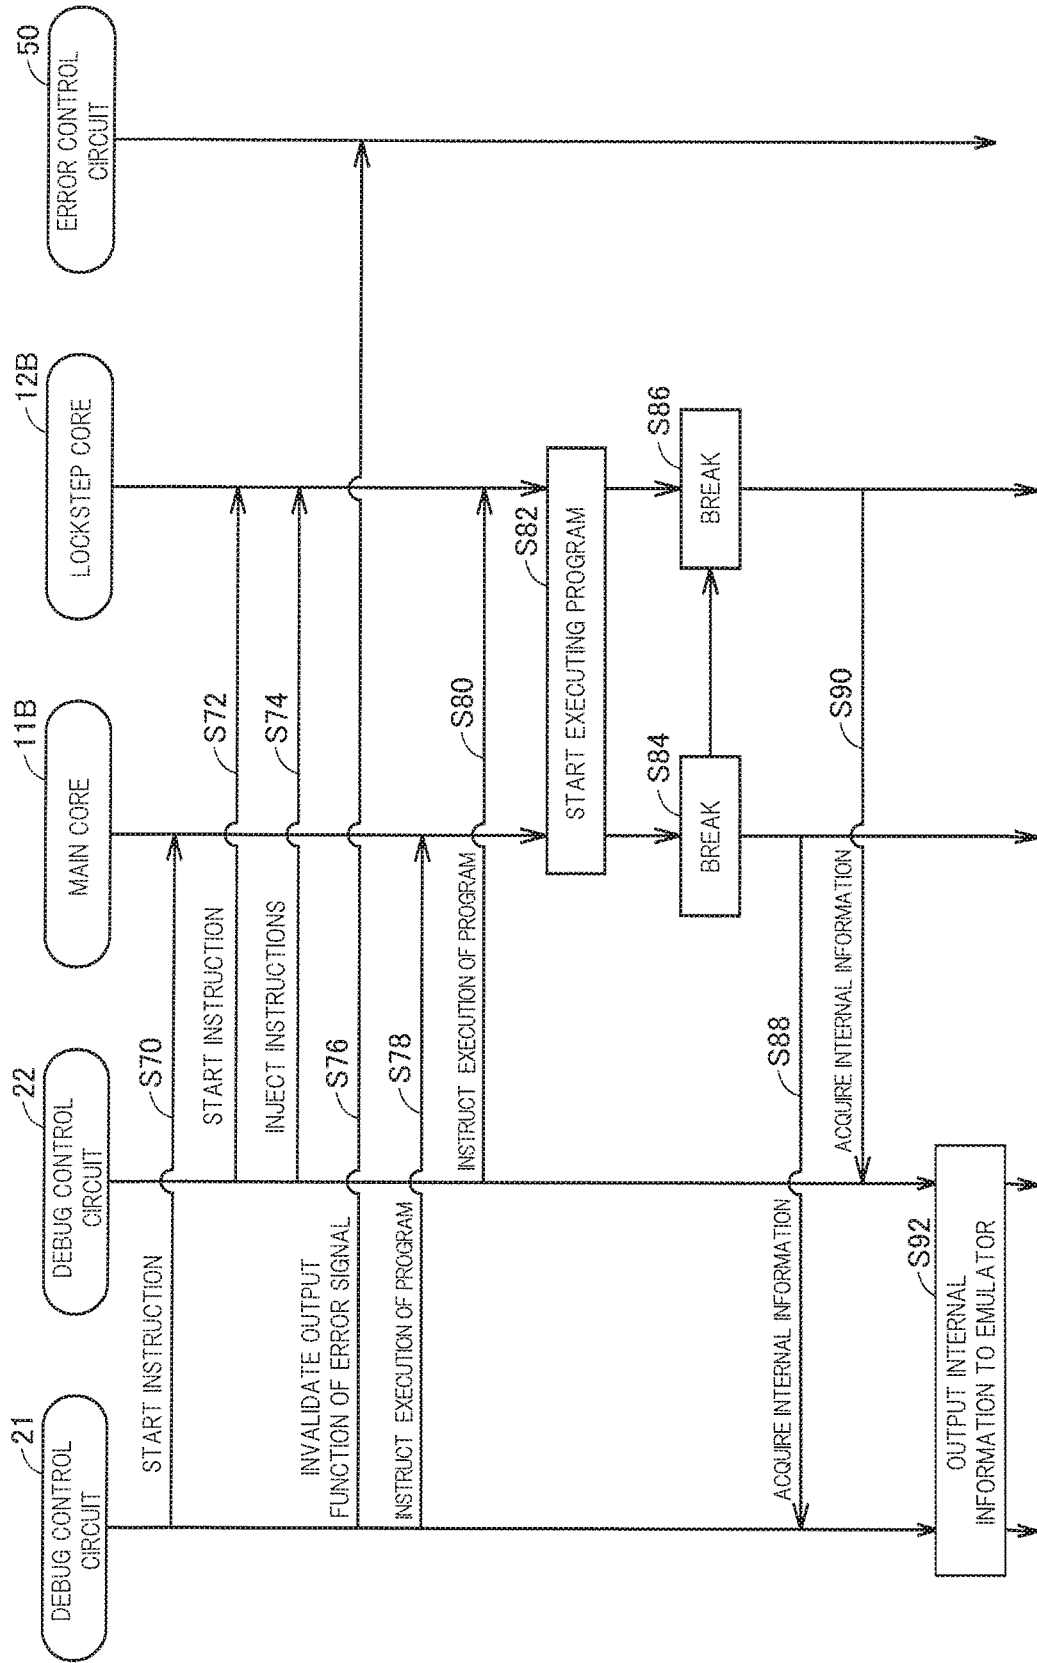 21
DEBUG CONTROL
CIRCUIT
22
DEBUG CONTROL
CIRCUIT
11B
MAIN CORE
12B
LOCKSTEP CORE
50
ERROR CONTROL
CIRCUIT
START INSTRUCTION
S70
START INSTRUCTION
S72
INJECT INSTRUCTIONS
S74
INVALIDATE OUTPUT
FUNCTION OF ERROR SIGNAL
S76
INSTRUCT EXECUTION OF PROGRAM
S78
INSTRUCT EXECUTION OF PROGRAM
S80
S82
START EXECUTING PROGRAM
S84
BREAK
S86
BREAK
ACQUIRE INTERNAL INFORMATION
S88
ACQUIRE INTERNAL INFORMATION
S90
S92
OUTPUT INTERNAL
INFORMATION TO EMULATOR